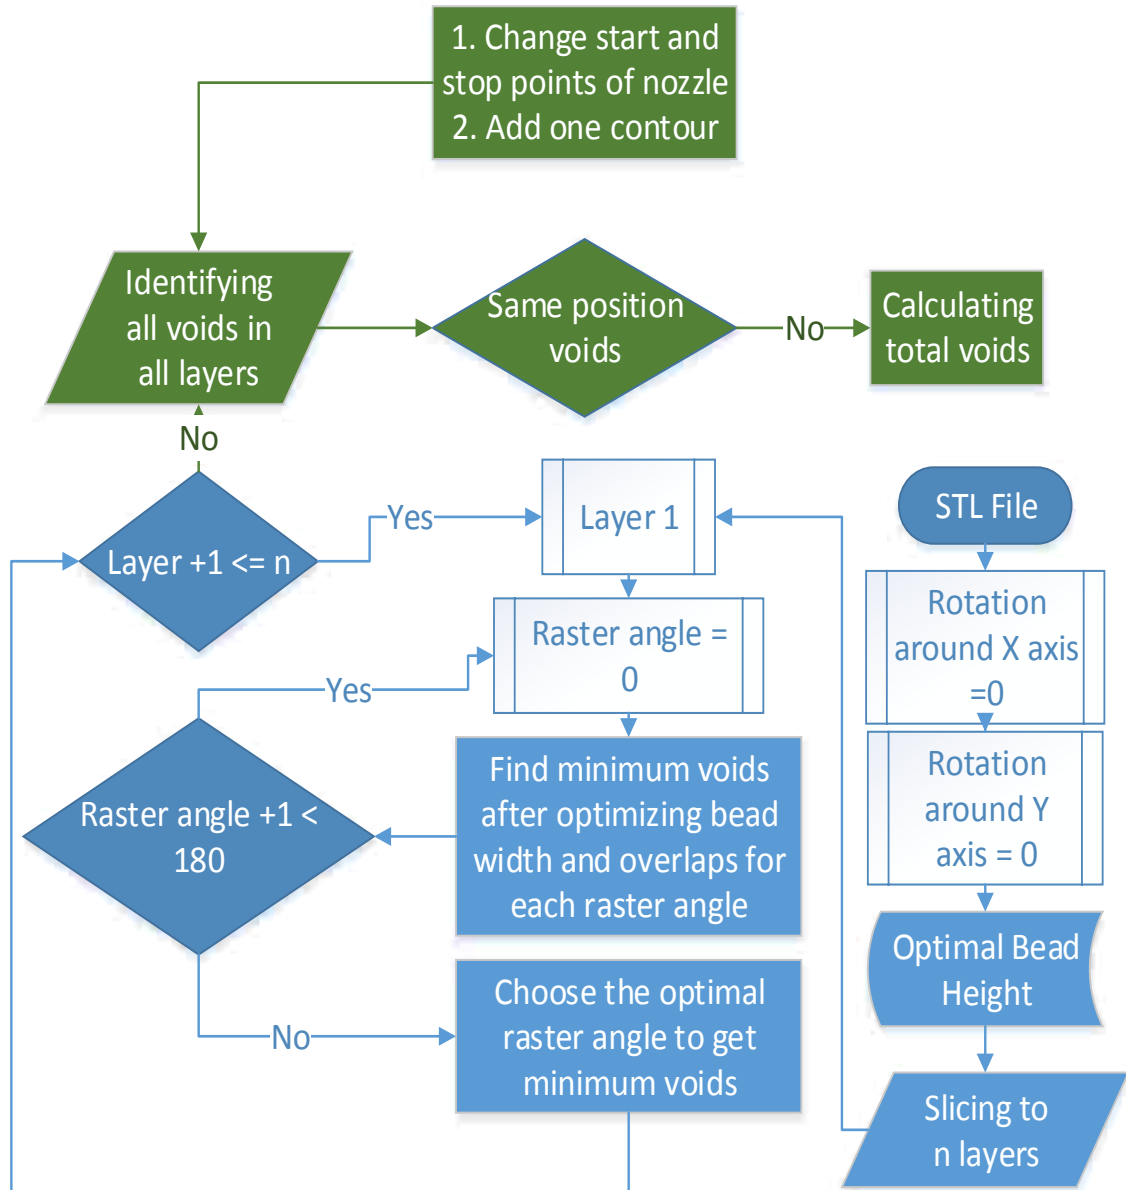 1. Change start and
stop points of nozzle
2. Add one contour
Identifying
all voids in
all layers
Same position
voids
No
Calculating
total voids
No
Layer +1 <= n
Yes
Layer 1
STL File
Rotation
around X axis
=0
Raster angle =
0
Yes
Rotation
around Y
axis = 0
Raster angle +1 <
180
Find minimum voids
after optimizing bead
width and overlaps for
each raster angle
Optimal Bead
Height
No
Choose the optimal
raster angle to get
minimum voids
Slicing to
n layers